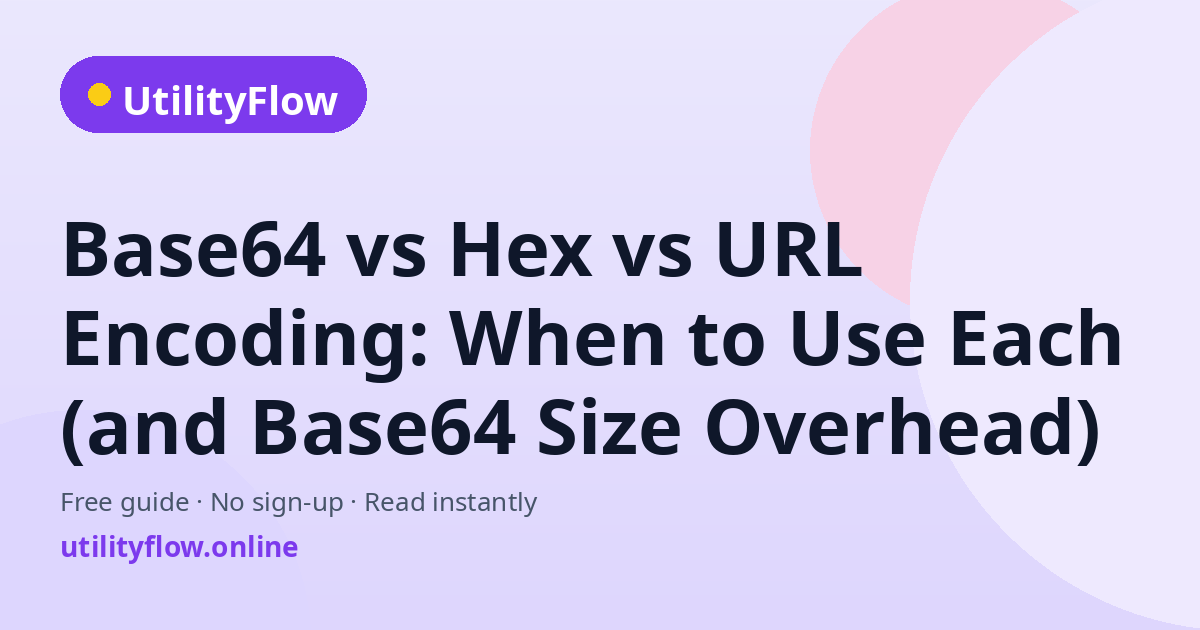 UtilityFlow
Base64 vs Hex vs URL
Encoding: When to Use Each
(and Base64 Size Overhead)
Free guide · No sign-up · Read instantly
utilityflow.online